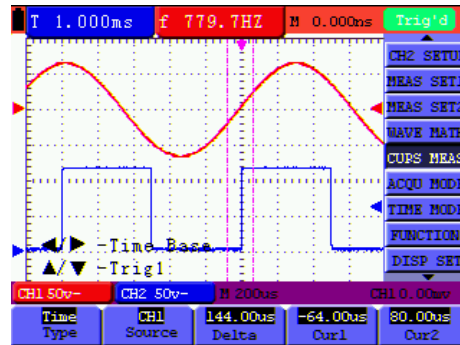 T 1.000ms f 779.7HZ M 0.000ns Trig'd
CH2 SETU
MEAS SET1
MEAS SET2
WAVE MATH
CUPS MEAS
ACQU MODE
TIME MODE
FUNCTION
DISP SET
◀/▶ -Time Base
▲/▼ -Trig1
CH1 50v- CH2 50v- M 200us CH1 0.00mv
Time CH1 144.00us -64.00us 80.00us
Type Source Delta Cur1 Cur2